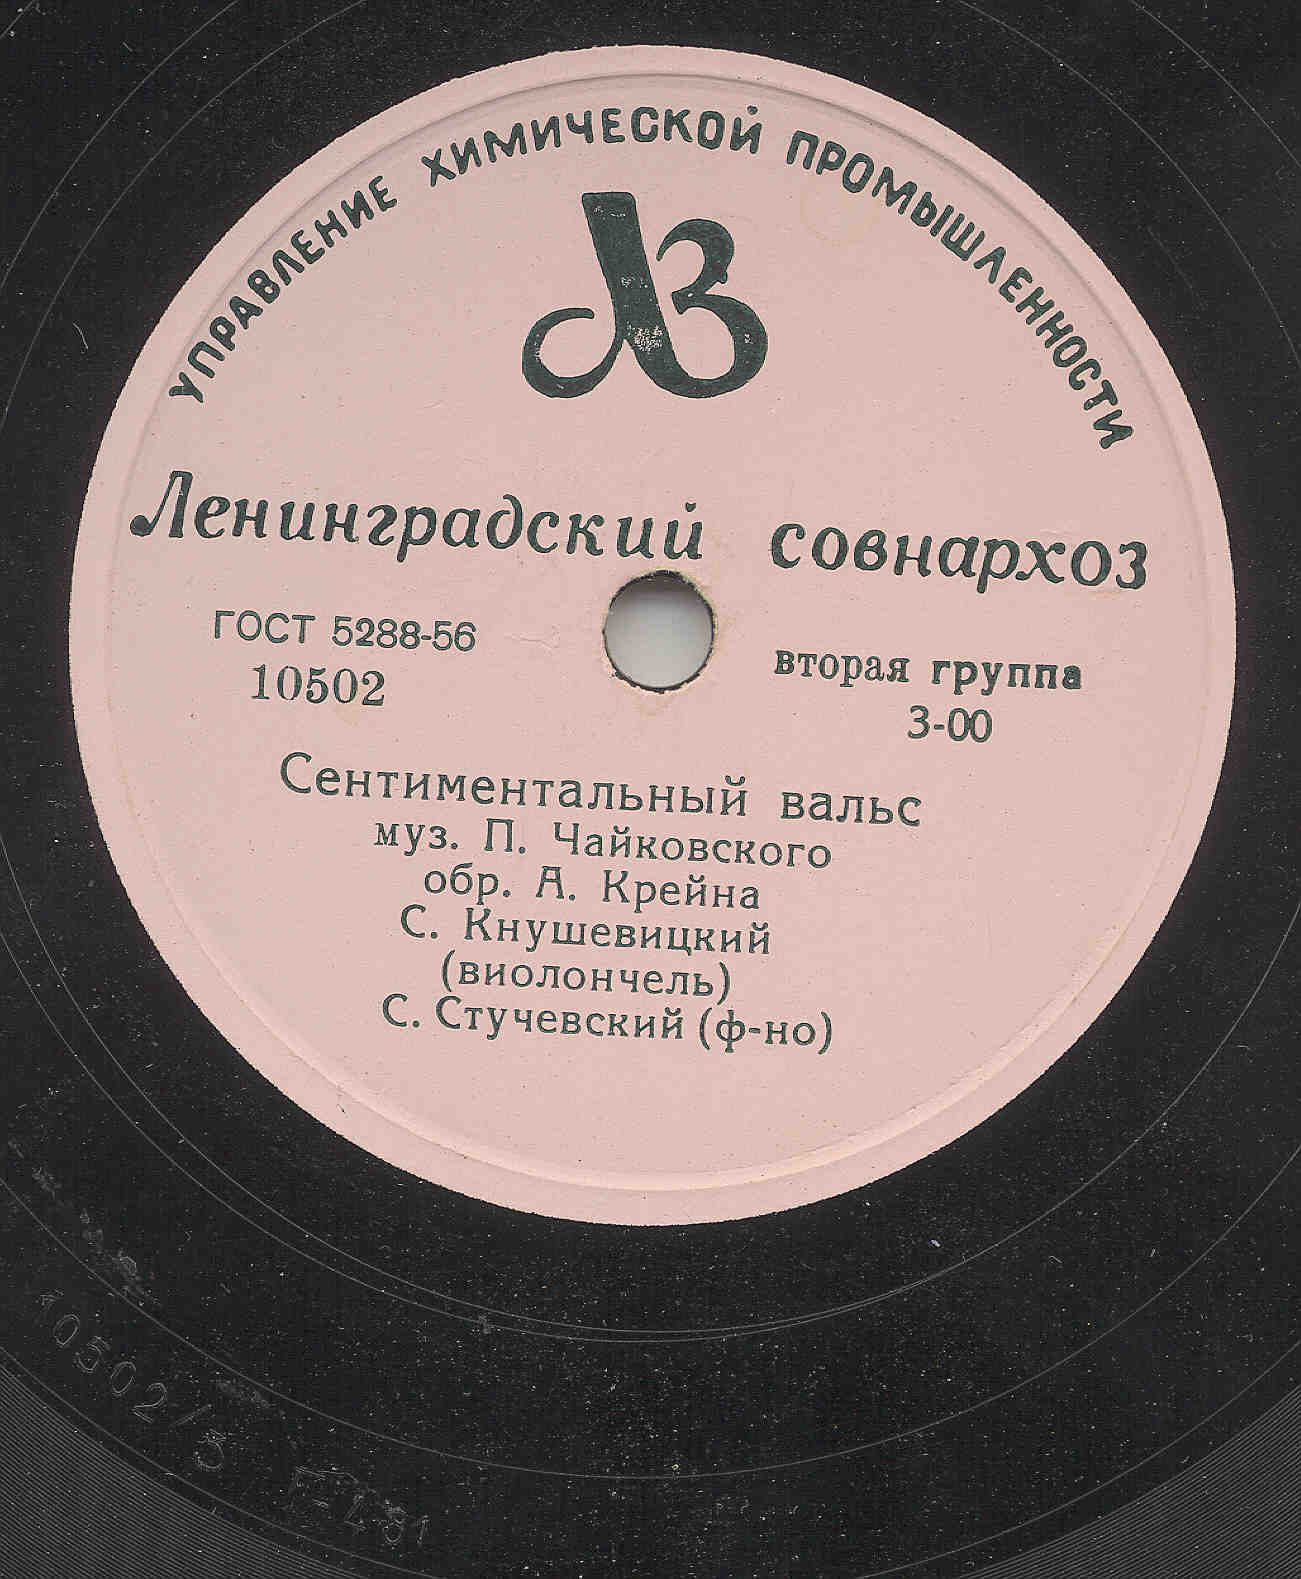 УПРАВЛЕНИЕ ХИМИЧЕСКОЙ ПРОМЫШЛЕННОСТИ
ЛЗ
Ленинградский совнархоз
ГОСТ 5288-56
10502
вторая группа
3-00
Сентиментальный вальс
муз. П. Чайковского
обр. А. Крейна
С. Кнушевицкий
(виолончель)
С. Стучевский (ф-но)
10502/3